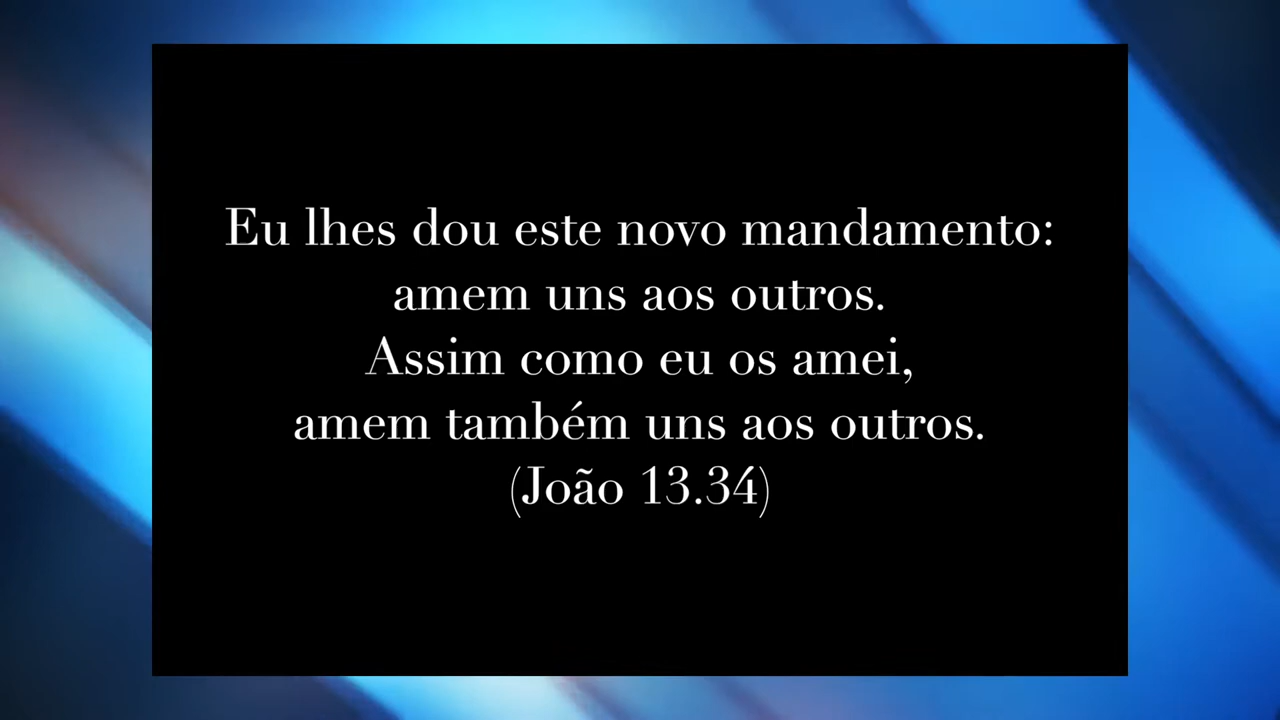 Eu lhes dou este novo mandamento:
amem uns aos outros.
Assim como eu os amei,
amem também uns aos outros.
(João 13.34)